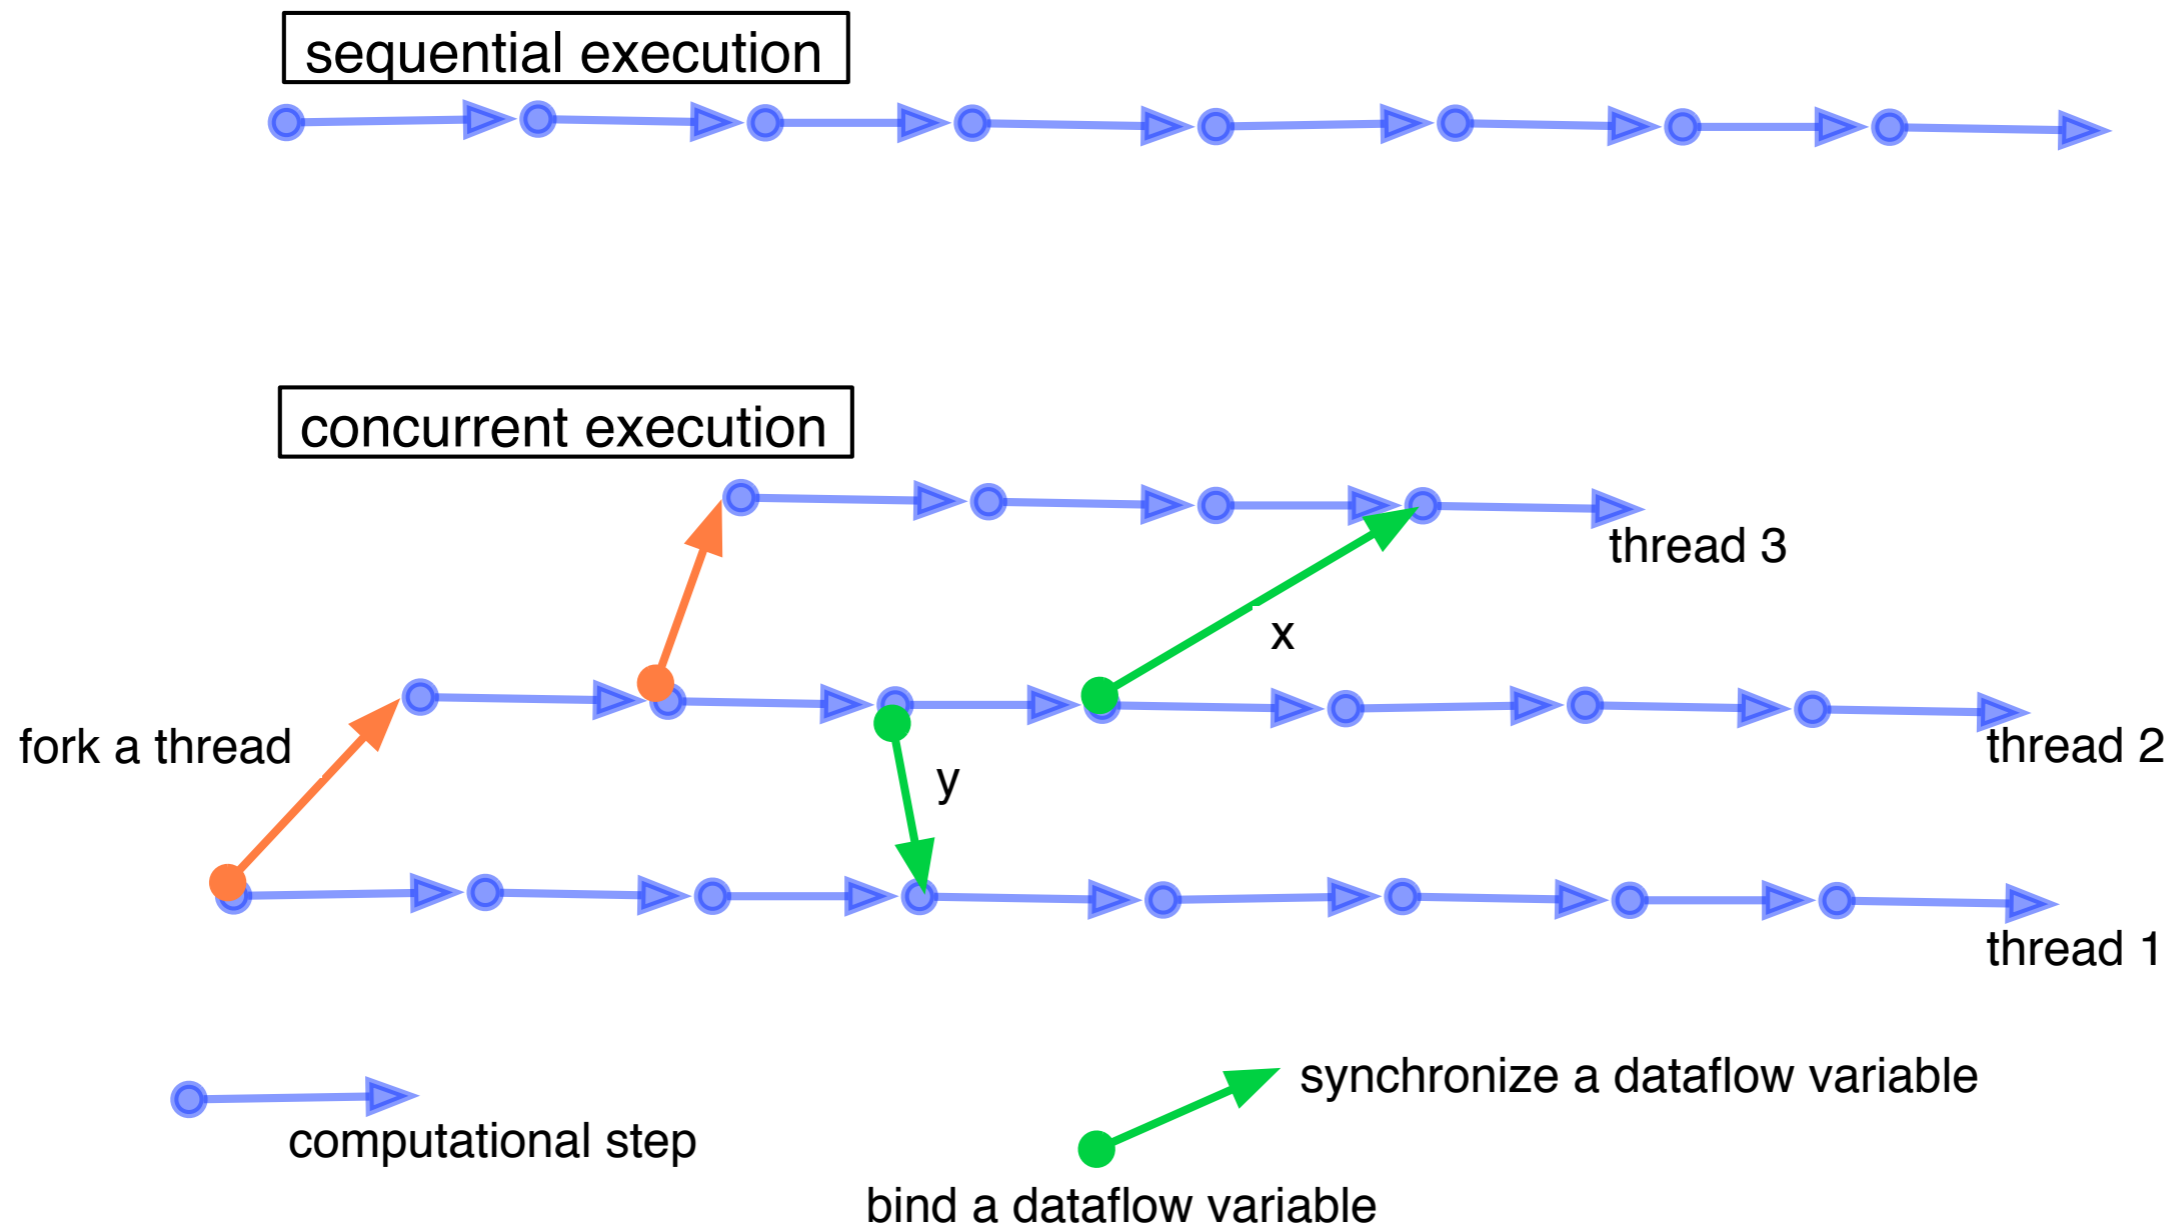 sequential execution
concurrent execution
thread 3
x
fork a thread
thread 2
y
thread 1
synchronize a dataflow variable
computational step
bind a dataflow variable